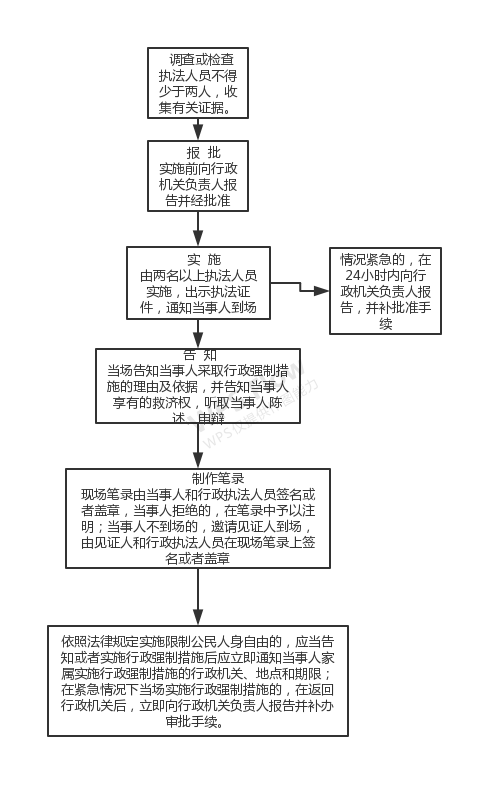 调查或检查
执法人员不得
少于两人，收
集有关证据。
报 批
实施前向行政
机关负责人报
告并经批准
实 施
由两名以上执法人员
实施，出示执法证
件，通知当事人到场
情况紧急的，在
24小时内向行
政机关负责人报
告，并补批准手
续
告 知
当场告知当事人采取行政强制措
施的理由及依据，并告知当事人
享有的救济权，听取当事人陈
述、申辩
制作笔录
现场笔录由当事人和行政执法人员签名或
者盖章，当事人拒绝的，在笔录中予以注
明；当事人不到场的，邀请见证人到场，
由见证人和行政执法人员在现场笔录上签
名或者盖章
依照法律规定实施限制公民人身自由的，应当告
知或者实施行政强制措施后应立即通知当事人家
属实施行政强制措施的行政机关、地点和期限；
在紧急情况下当场实施行政强制措施的，在返回
行政机关后，立即向行政机关负责人报告并补办
审批手续。